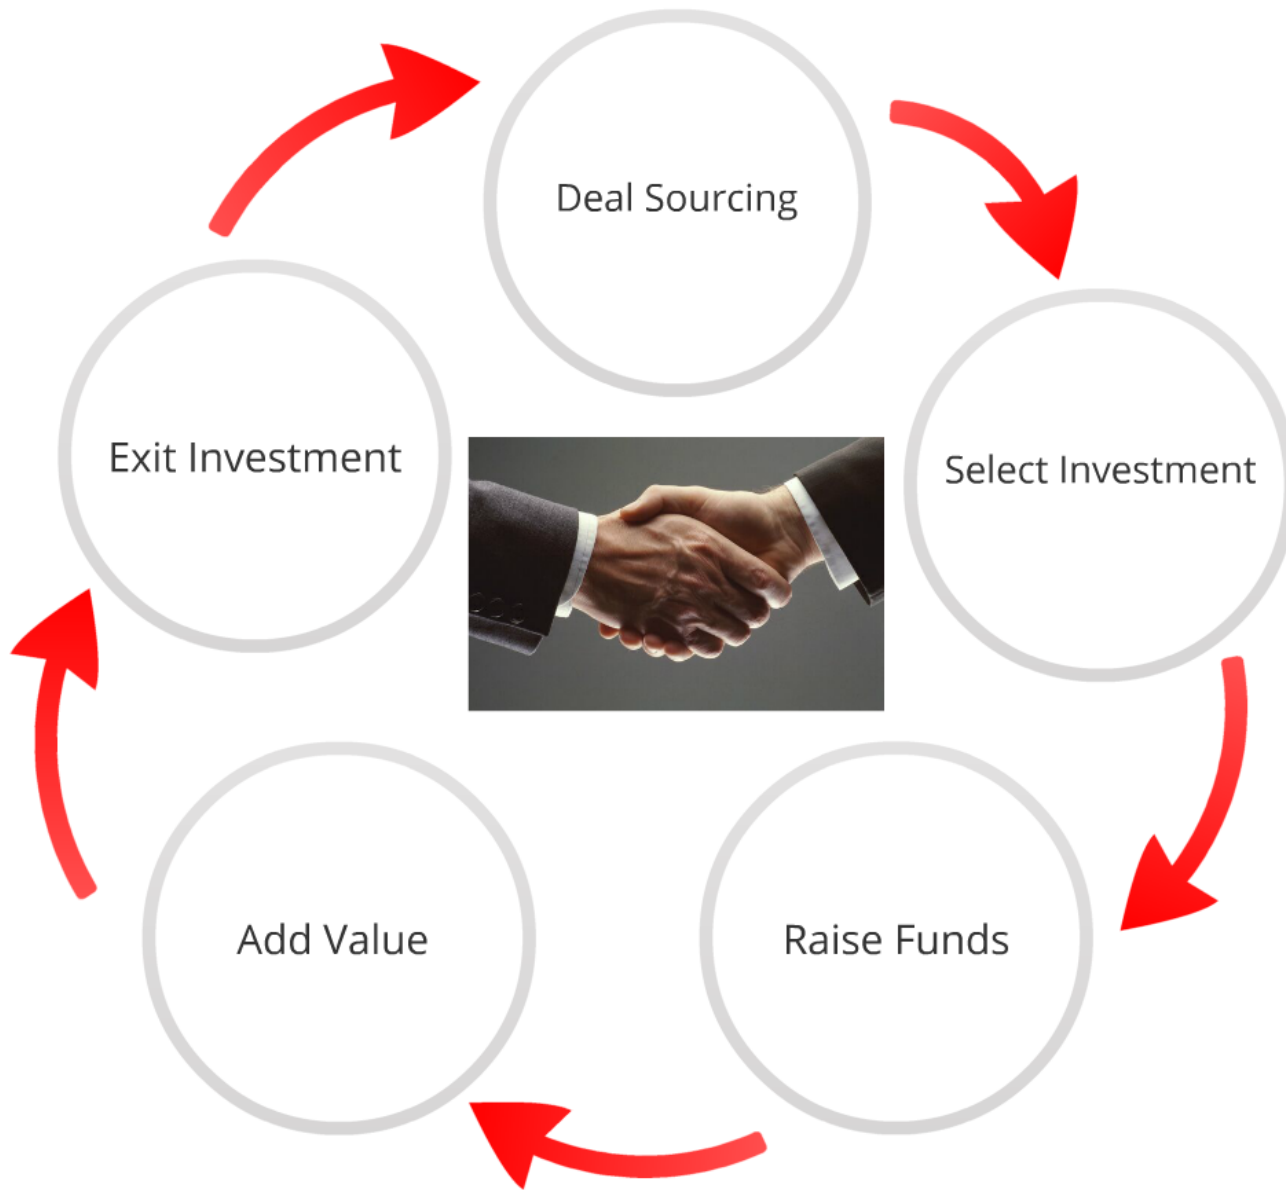 Deal Sourcing
Select Investment
Raise Funds
Add Value
Exit Investment